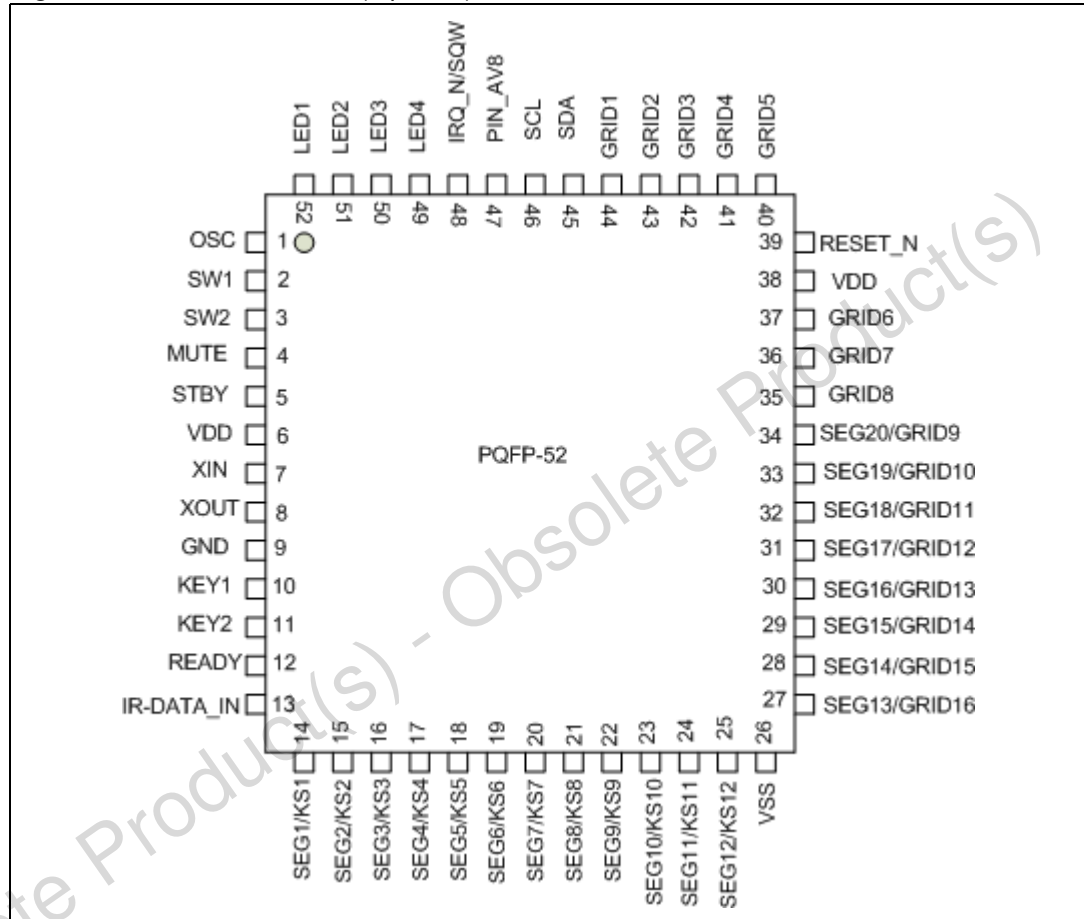 LED1
LED2
LED3
LED4
IRQ_N/SQW
PIN_AV8
SCL
SDA
GRID1
GRID2
GRID3
GRID4
GRID5
52
51
50
49
48
47
46
45
44
43
42
41
40
OSC 1
SW1 2
SW2 3
MUTE 4
STBY 5
VDD 6
XIN 7
XOUT 8
GND 9
KEY1 10
KEY2 11
READY 12
IR-DATA_IN 13
PQFP-52
39 RESET_N
38 VDD
37 GRID6
36 GRID7
35 GRID8
34 SEG20/GRID9
33 SEG19/GRID10
32 SEG18/GRID11
31 SEG17/GRID12
30 SEG16/GRID13
29 SEG15/GRID14
28 SEG14/GRID15
27 SEG13/GRID16
14
15
16
17
18
19
20
21
22
23
24
25
26
SEG1/KS1
SEG2/KS2
SEG3/KS3
SEG4/KS4
SEG5/KS5
SEG6/KS6
SEG7/KS7
SEG8/KS8
SEG9/KS9
SEG10/KS10
SEG11/KS11
SEG12/KS12
VSS
ete Product(s) - Obsolete Product(s)